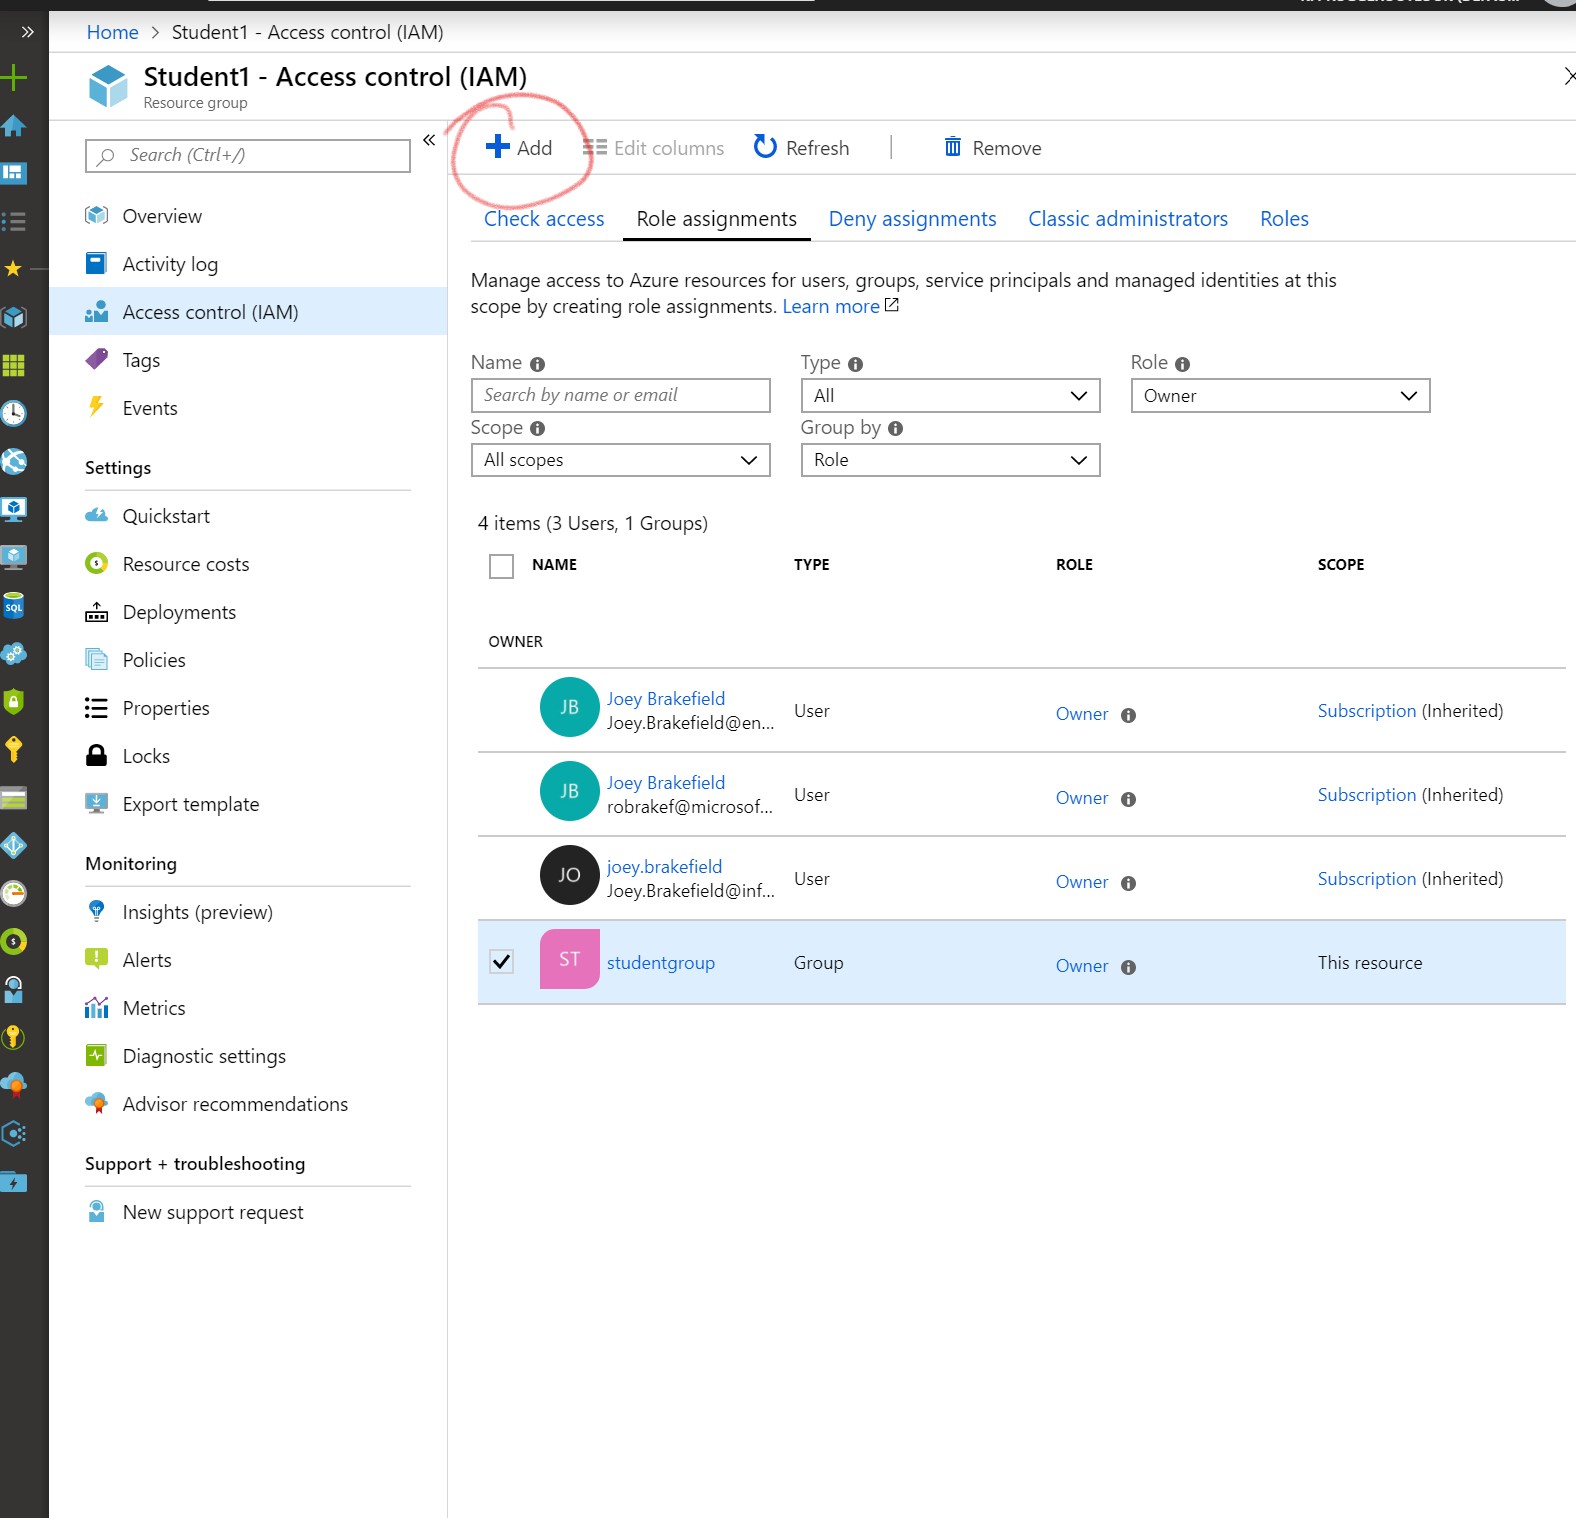 Home > Student1 - Access control (IAM)
Student1 - Access control (IAM)
Resource group
Search (Ctrl+/)
Overview
Activity log
Access control (IAM)
Tags
Events
Settings
Quickstart
Resource costs
Deployments
Policies
Properties
Locks
Export template
Monitoring
Insights (preview)
Alerts
Metrics
Diagnostic settings
Advisor recommendations
Support + troubleshooting
New support request
Add Edit columns Refresh Remove
Check access Role assignments Deny assignments Classic administrators Roles
Manage access to Azure resources for users, groups, service principals and managed identities at this
scope by creating role assignments. Learn more
Name Type Role
Search by name or email All Owner
Scope Group by
All scopes Role
4 items (3 Users, 1 Groups)
NAME TYPE ROLE SCOPE
OWNER
JB Joey Brakefield User Owner Subscription (Inherited)
Joey.Brakefield@en...
JB Joey Brakefield User Owner Subscription (Inherited)
robrakef@microsof...
JO joey.brakefield User Owner Subscription (Inherited)
Joey.Brakefield@inf...
ST studentgroup Group Owner This resource
SQL